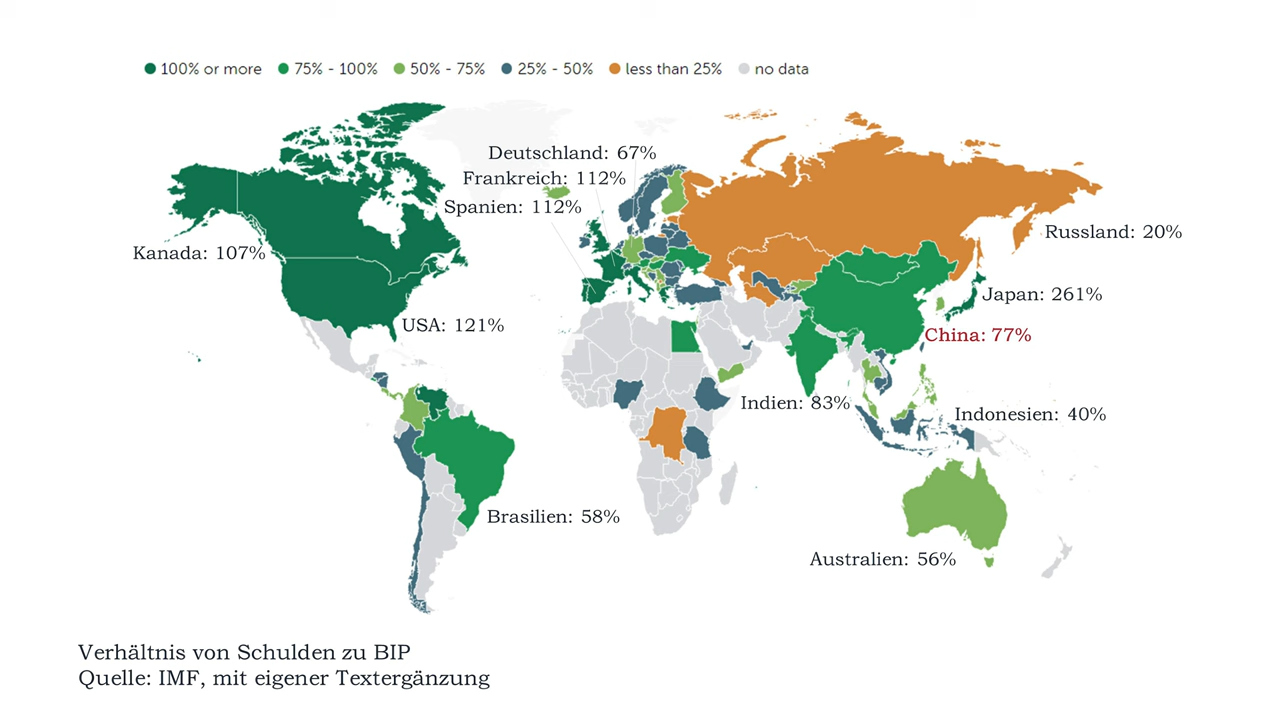 100% or more 75% - 100% 50% - 75% 25% - 50% less than 25% no data
Deutschland: 67%
Frankreich: 112%
Spanien: 112%
Russland: 20%
Kanada: 107%
Japan: 261%
USA: 121%
China: 77%
Indien: 83%
Indonesien: 40%
Brasilien: 58%
Australien: 56%
Verhältnis von Schulden zu BIP
Quelle: IMF, mit eigener Textergänzung